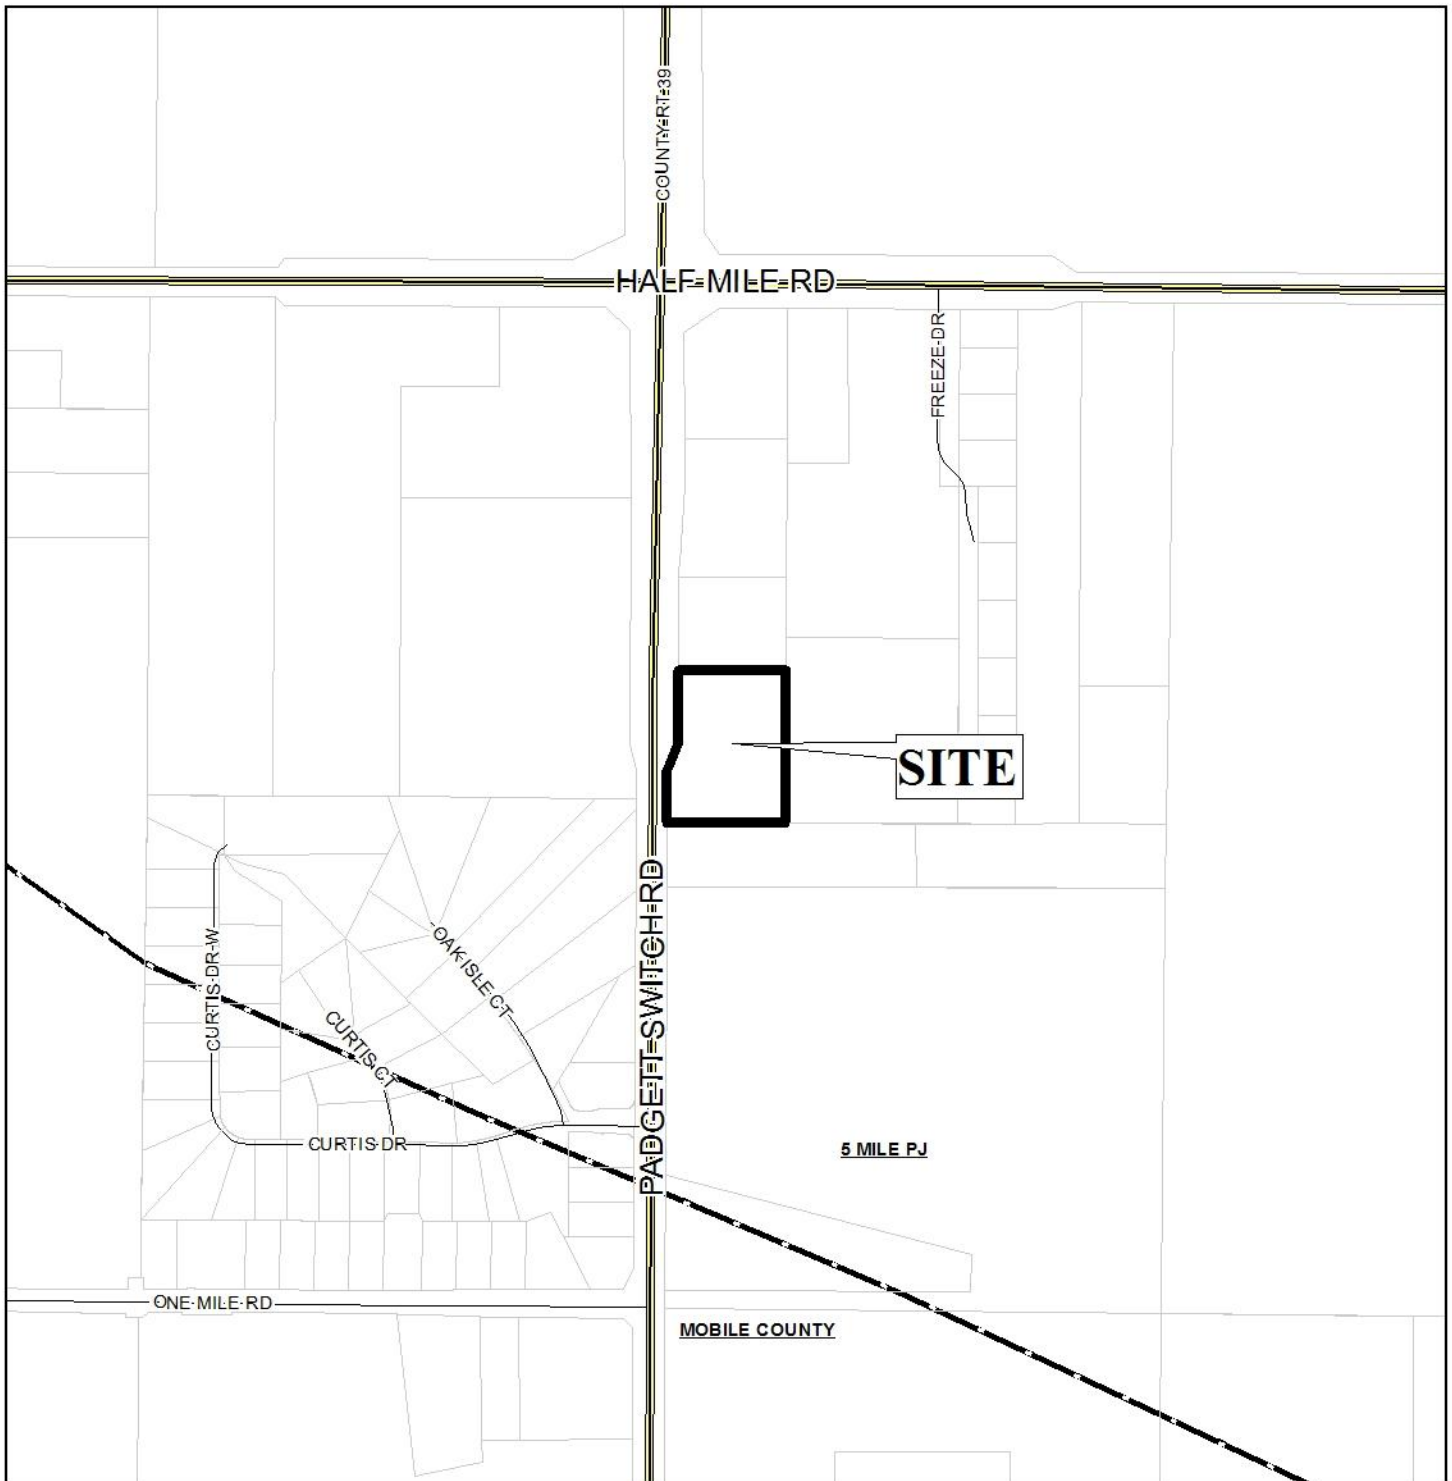 COUNTY RT 39
HALF MILE RD
FREEZE DR
SITE
PADGETT SWITCH RD
OAK ISLE CT
CURTIS DR W
CURTIS CT
CURTIS DR
5 MILE PJ
ONE MILE RD
MOBILE COUNTY